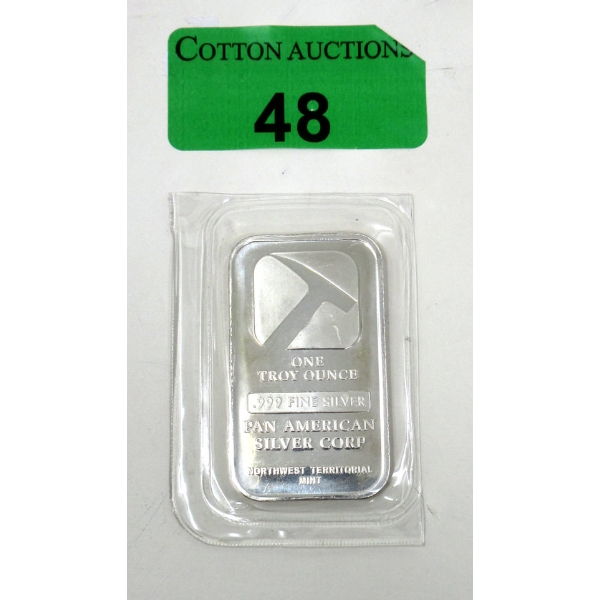 COTTON AUCTIONS
48
ONE
TROY OUNCE
.999 FINE SILVER
PAN AMERICAN
SILVER CORP
NORTHWEST TERRITORIAL
MINT